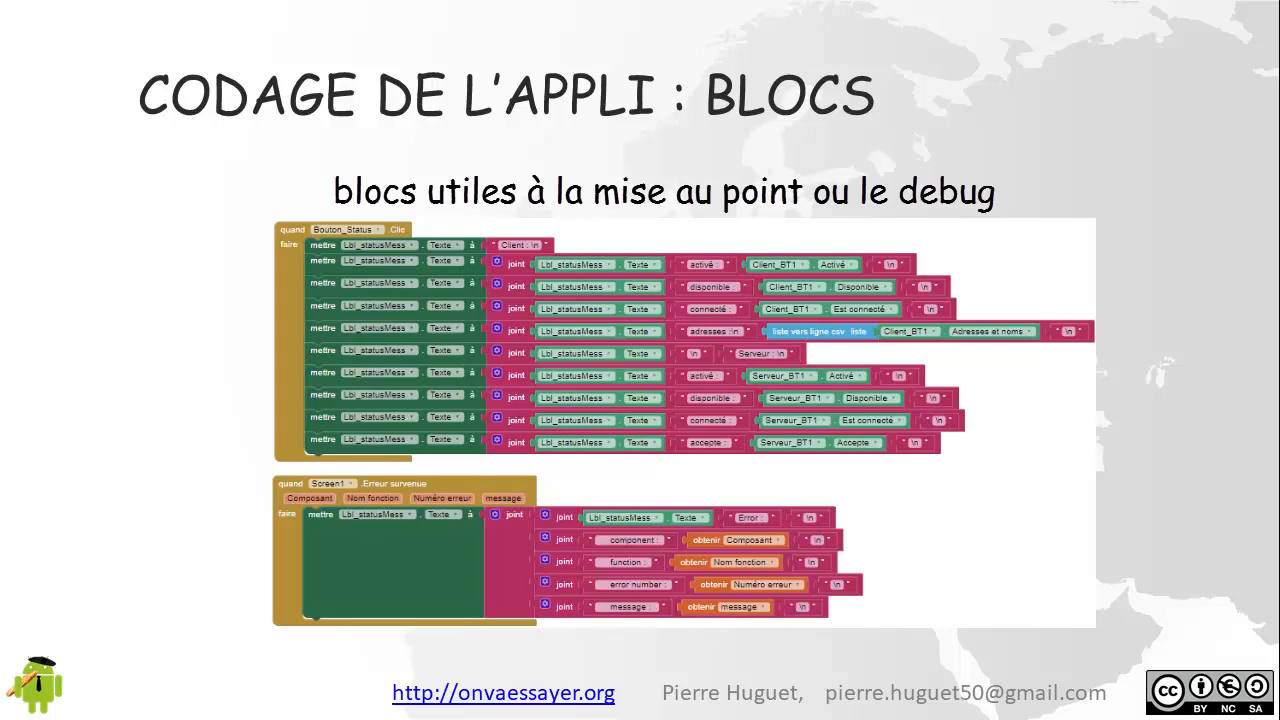 CODAGE DE L’APPLI : BLOCS
blocs utiles à la mise au point ou le debug
quand Bouton_Status .Clic
faire mettre Lbl_statusMess . Texte à " Client : \n "
mettre Lbl_statusMess . Texte à joint Lbl_statusMess . Texte " activé : " Client_BT1 . Activé " \n "
mettre Lbl_statusMess . Texte à joint Lbl_statusMess . Texte " disponible : " Client_BT1 . Disponible " \n "
mettre Lbl_statusMess . Texte à joint Lbl_statusMess . Texte " connecté : " Client_BT1 . Est connecté " \n "
mettre Lbl_statusMess . Texte à joint Lbl_statusMess . Texte " adresses :\n " liste vers ligne csv liste Client_BT1 . Adresses et noms " \n "
mettre Lbl_statusMess . Texte à joint Lbl_statusMess . Texte " \n " " Serveur : \n "
mettre Lbl_statusMess . Texte à joint Lbl_statusMess . Texte " activé : " Serveur_BT1 . Activé " \n "
mettre Lbl_statusMess . Texte à joint Lbl_statusMess . Texte " disponible : " Serveur_BT1 . Disponible " \n "
mettre Lbl_statusMess . Texte à joint Lbl_statusMess . Texte " connecté : " Serveur_BT1 . Est connecté " \n "
mettre Lbl_statusMess . Texte à joint Lbl_statusMess . Texte " accepte : " Serveur_BT1 . Accepte " \n "
quand Screen1 .Erreur survenue
Composant Nom fonction Numéro erreur message
faire mettre Lbl_statusMess . Texte à joint joint Lbl_statusMess . Texte " Error : " " \n "
joint " component : " obtenir Composant " \n "
joint " function : " obtenir Nom fonction " \n "
joint " error number : " obtenir Numéro erreur " \n "
joint " message : " obtenir message " \n "
http://onvaessayer.org Pierre Huguet, pierre.huguet50@gmail.com
cc BY NC SA